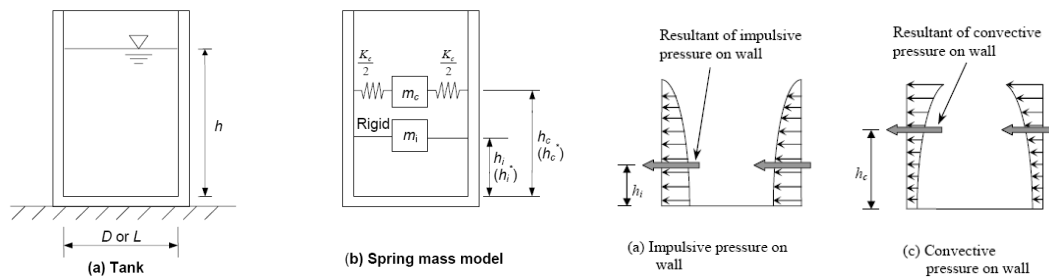 h
D or L
(a) Tank
K_c/2
K_c/2
m_c
Rigid
m_i
h_i
(h_i*)
h_c
(h_c*)
(b) Spring mass model
Resultant of impulsive
pressure on wall
h_i
(a) Impulsive pressure on
wall
Resultant of convective
pressure on wall
h_c
(c) Convective
pressure on wall